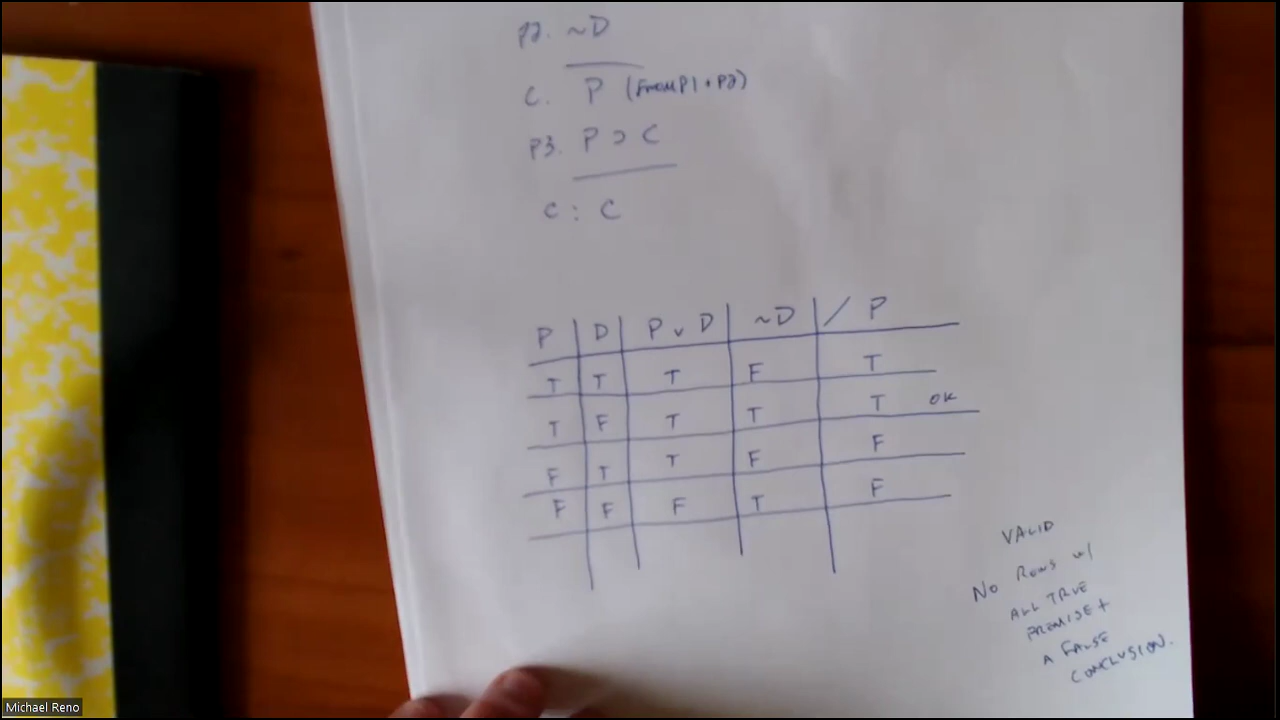 P2. ~D
C. P (From P1 + P2)
P3. P ⊃ C
C: C
P D P v D ~D / P
T T T F T
T F T T T OK
F T T F F
F F F T F
VALID
NO ROWS w/
ALL TRUE
PREMISE +
A FALSE
CONCLUSION.
Michael Reno